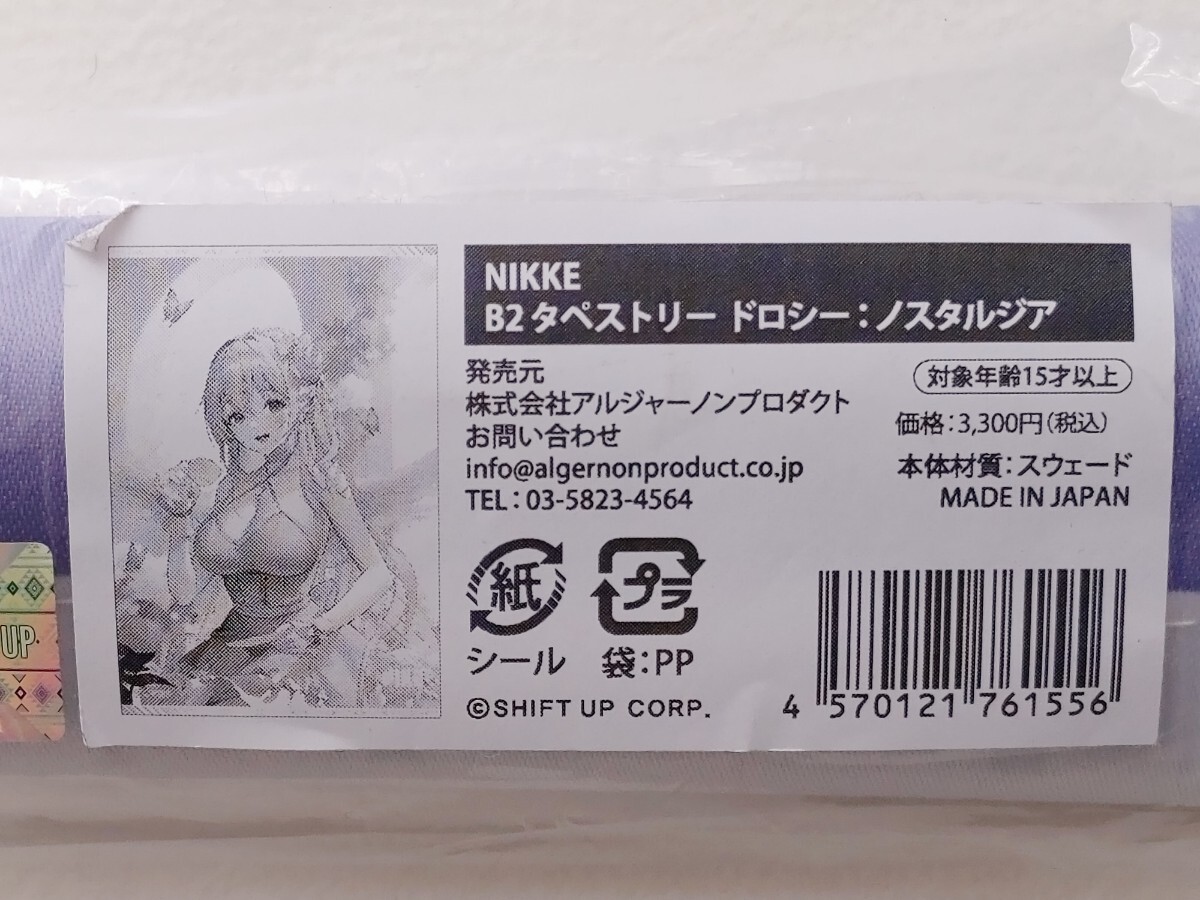 NIKKE
B2 タペストリー ドロシー：ノスタルジア
発売元
株式会社アルジャーノンプロダクト
お問い合わせ
info@algernonproduct.co.jp
TEL：03-5823-4564
対象年齢15才以上
価格：3,300円（税込）
本体材質：スウェード
MADE IN JAPAN
紙
プラ
シール 袋：PP
©SHIFT UP CORP.
4 570121 761556
UP